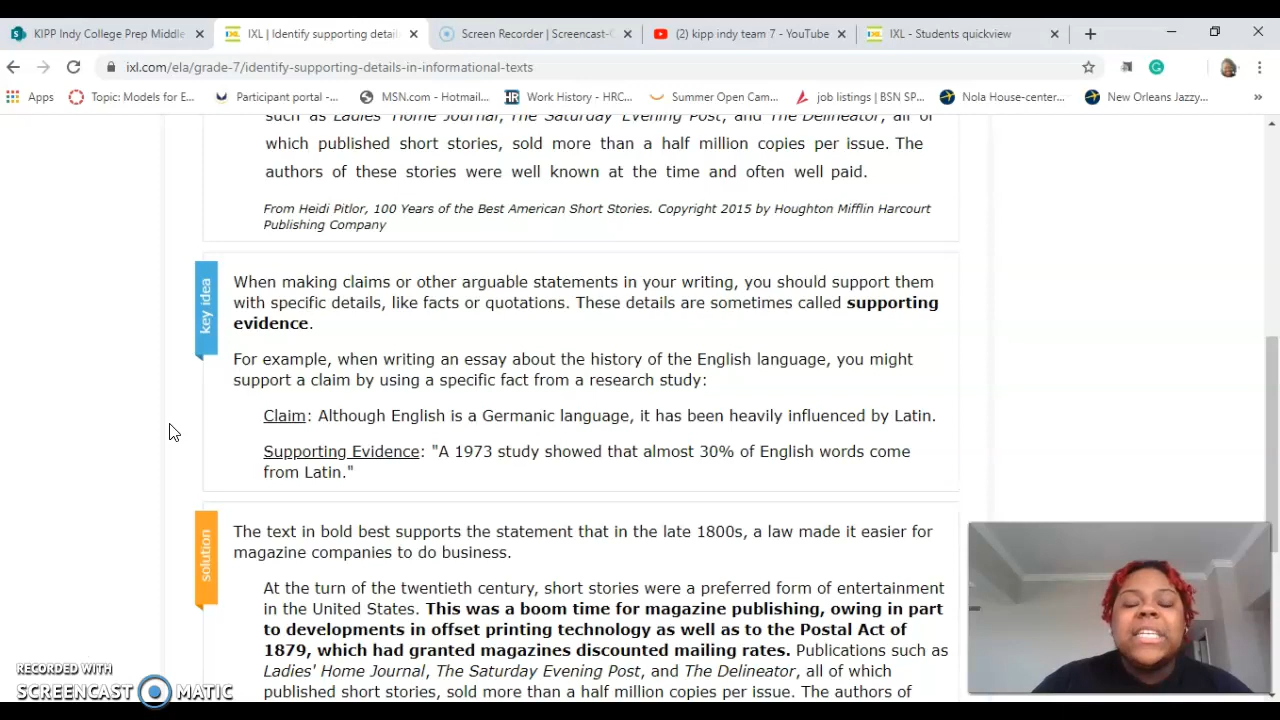 KIPP Indy College Prep Middle
IXL | Identify supporting detail
Screen Recorder | Screencast-O
(2) kipp indy team 7 - YouTube
IXL - Students quickview
ixl.com/ela/grade-7/identify-supporting-details-in-informational-texts
Apps
Topic: Models for E...
Participant portal -...
MSN.com - Hotmail...
HR Work History - HRC...
Summer Open Cam...
job listings | BSN SP...
Nola House-center...
New Orleans Jazzy...
»
such as Ladies' Home Journal, The Saturday Evening Post, and The Delineator, all of
which published short stories, sold more than a half million copies per issue. The
authors of these stories were well known at the time and often well paid.
From Heidi Pitlor, 100 Years of the Best American Short Stories. Copyright 2015 by Houghton Mifflin Harcourt
Publishing Company
key idea
When making claims or other arguable statements in your writing, you should support them
with specific details, like facts or quotations. These details are sometimes called supporting
evidence.
For example, when writing an essay about the history of the English language, you might
support a claim by using a specific fact from a research study:
Claim: Although English is a Germanic language, it has been heavily influenced by Latin.
Supporting Evidence: "A 1973 study showed that almost 30% of English words come
from Latin."
solution
The text in bold best supports the statement that in the late 1800s, a law made it easier for
magazine companies to do business.
At the turn of the twentieth century, short stories were a preferred form of entertainment
in the United States. This was a boom time for magazine publishing, owing in part
to developments in offset printing technology as well as to the Postal Act of
1879, which had granted magazines discounted mailing rates. Publications such as
Ladies' Home Journal, The Saturday Evening Post, and The Delineator, all of which
published short stories, sold more than a half million copies per issue. The authors of
RECORDED WITH
SCREENCAST MATIC